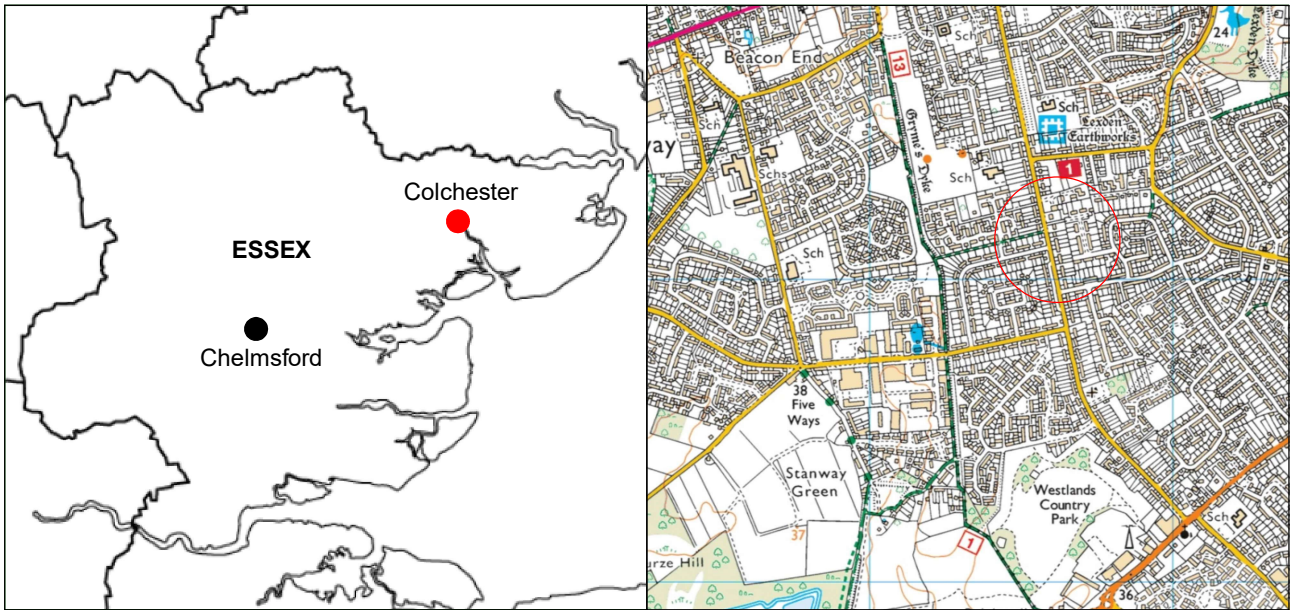 Colchester
ESSEX
Chelmsford
Beacon End
13
Sch
24
Lexden Dyke
Sch
way
Schs
Gryme's Dyke
Sch
Sch
Lexden
Earthworks
1
Sch
38
Five
Ways
Stanway
Green
Westlands
Country
Park
Sch
37
1
urze Hill
36